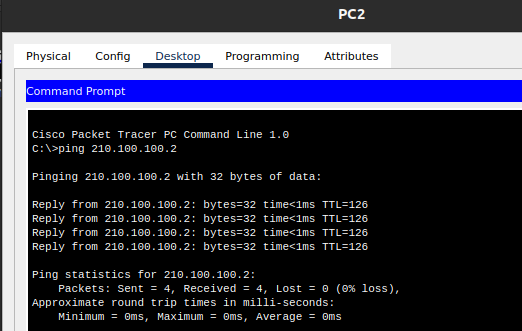 PC2
Physical Config Desktop Programming Attributes
Command Prompt
Cisco Packet Tracer PC Command Line 1.0
C:\>ping 210.100.100.2
Pinging 210.100.100.2 with 32 bytes of data:
Reply from 210.100.100.2: bytes=32 time<1ms TTL=126
Reply from 210.100.100.2: bytes=32 time<1ms TTL=126
Reply from 210.100.100.2: bytes=32 time<1ms TTL=126
Reply from 210.100.100.2: bytes=32 time<1ms TTL=126
Ping statistics for 210.100.100.2:
Packets: Sent = 4, Received = 4, Lost = 0 (0% loss),
Approximate round trip times in milli-seconds:
Minimum = 0ms, Maximum = 0ms, Average = 0ms